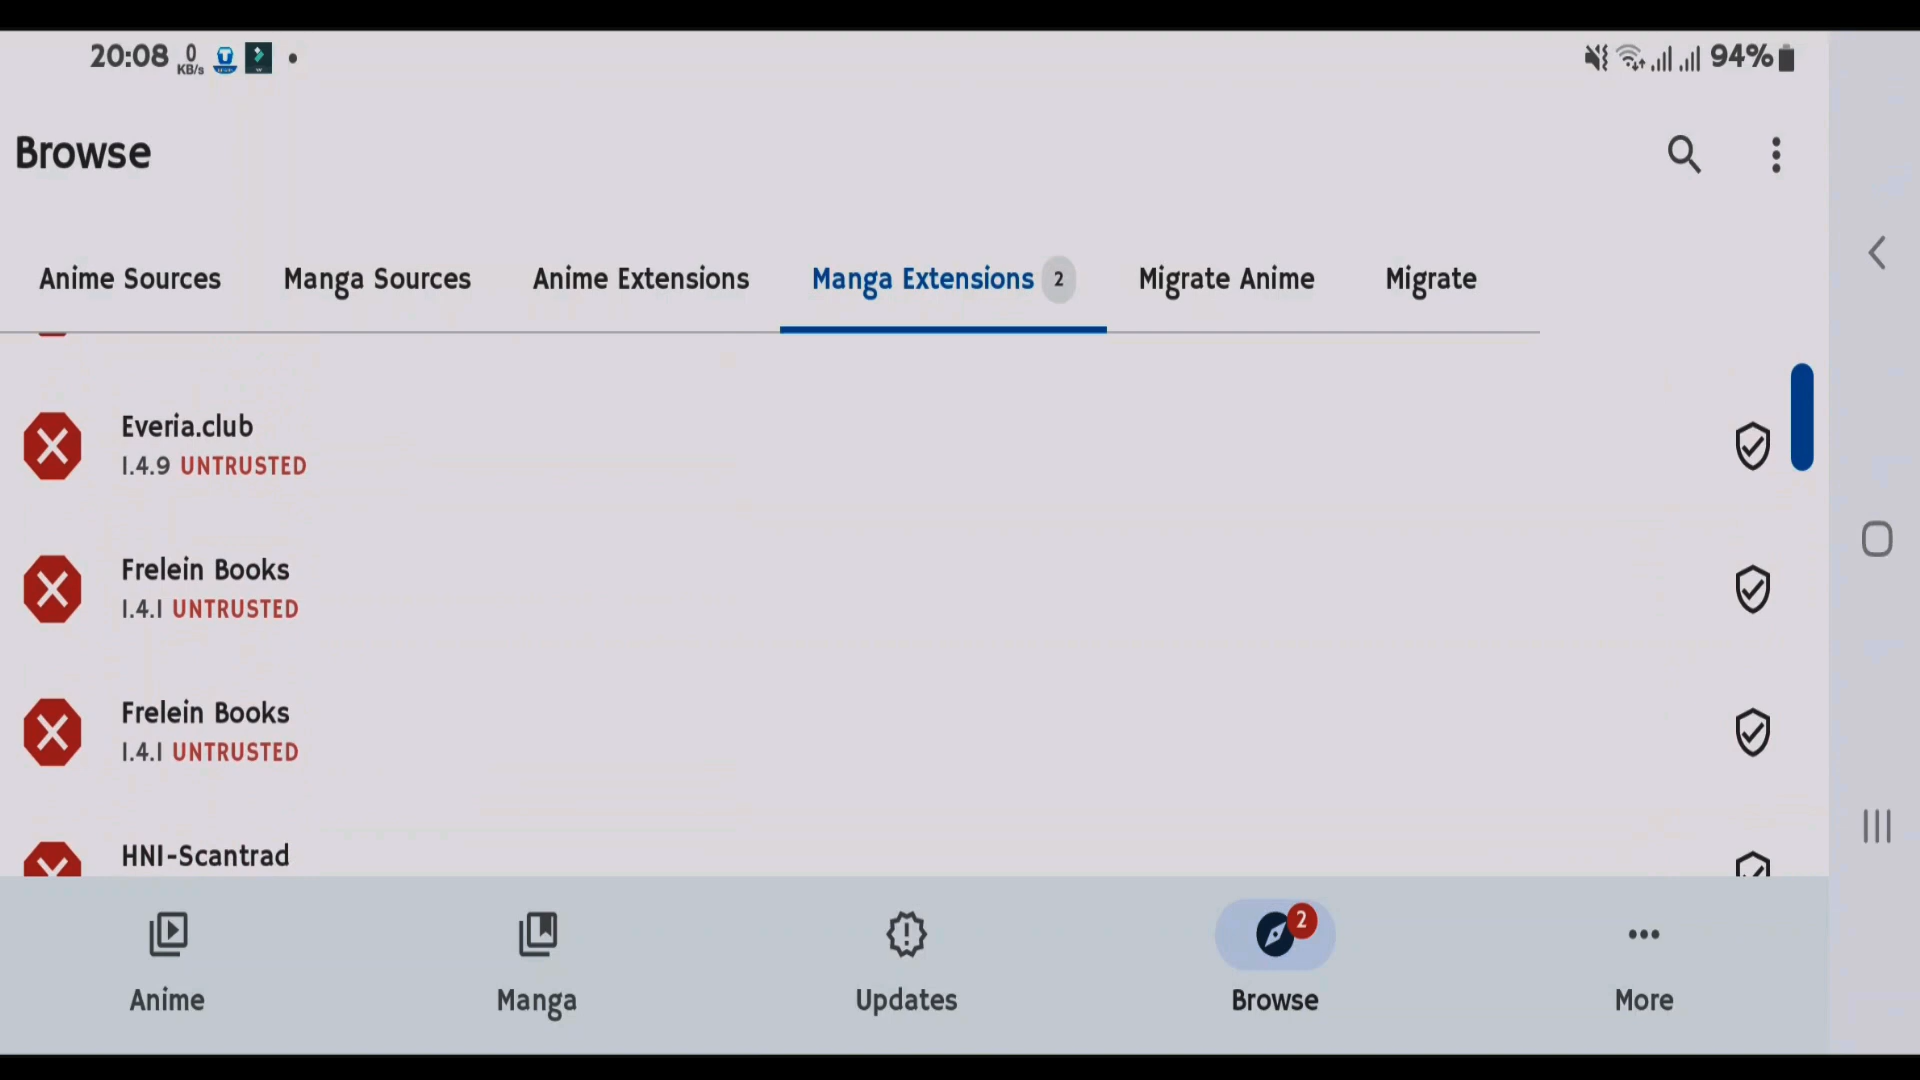 20:08 0 KB/s 94%
Browse
Anime Sources Manga Sources Anime Extensions Manga Extensions 2 Migrate Anime Migrate
Everia.club
1.4.9 UNTRUSTED
Frelein Books
1.4.1 UNTRUSTED
Frelein Books
1.4.1 UNTRUSTED
HNI-Scantrad
2
Anime Manga Updates Browse More